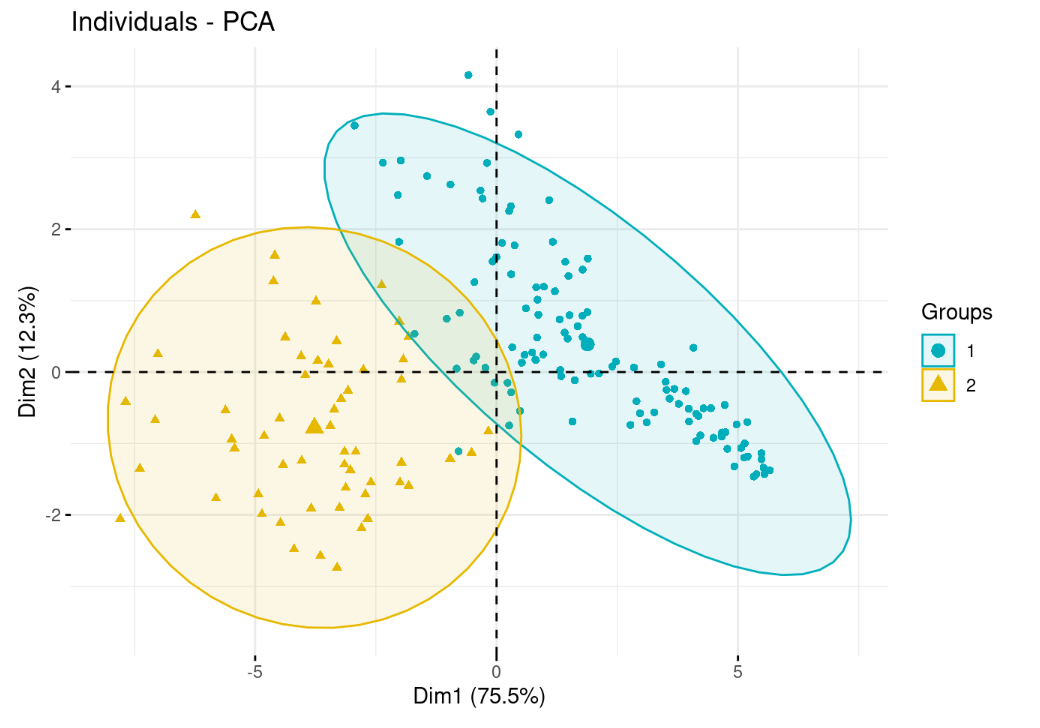 Individuals - PCA
4
2
0
-2
Dim2 (12.3%)
-5
0
5
Dim1 (75.5%)
Groups
1
2